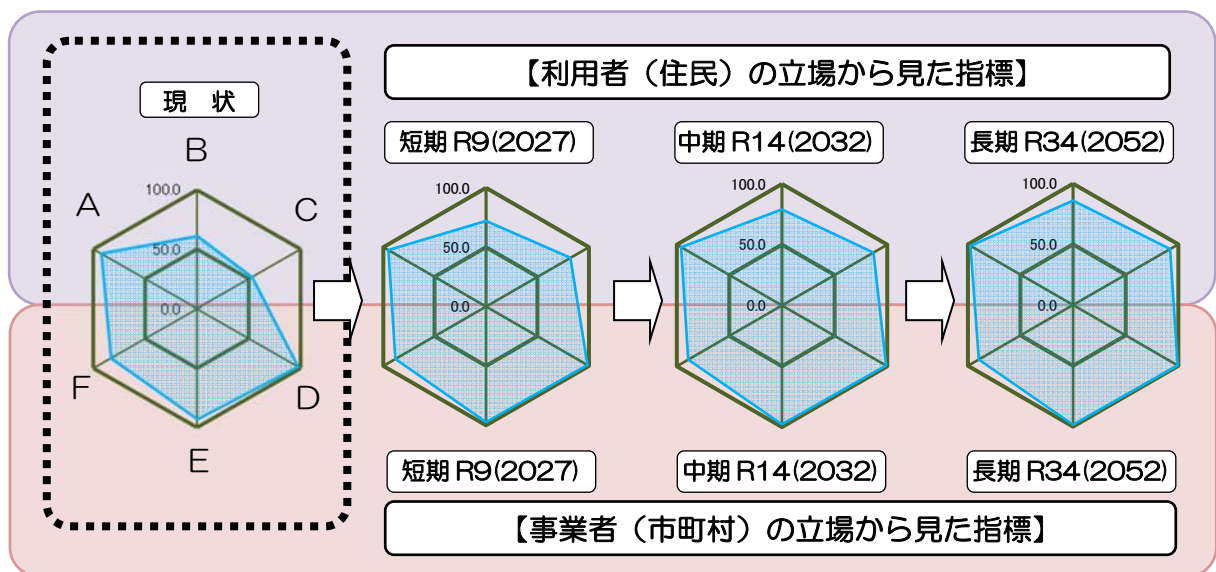 【利用者（住民）の立場から見た指標】
現　状
短期 R9(2027)
中期 R14(2032)
長期 R34(2052)
A
B
C
D
E
F
100.0
50.0
0.0
100.0
50.0
0.0
100.0
50.0
0.0
100.0
50.0
0.0
短期 R9(2027)
中期 R14(2032)
長期 R34(2052)
【事業者（市町村）の立場から見た指標】